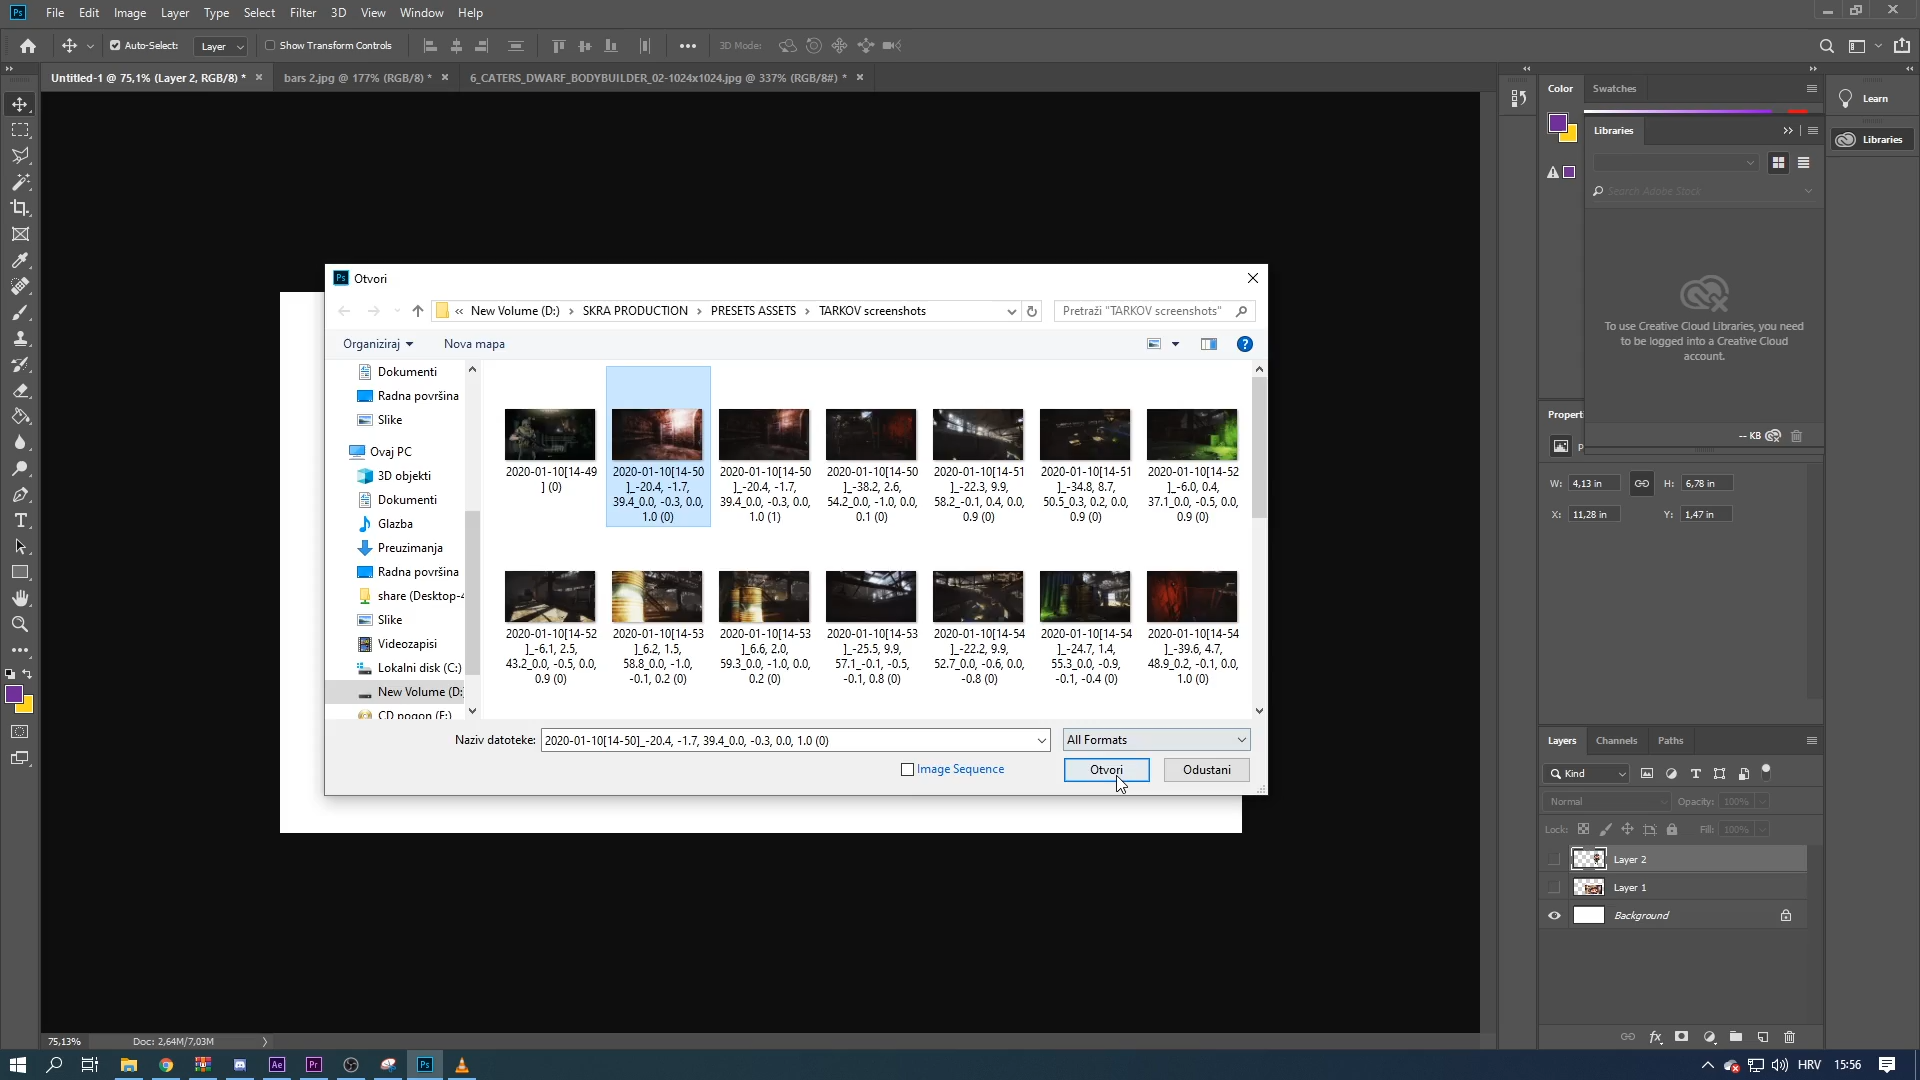 Ps File Edit Image Layer Type Select Filter 3D View Window Help
Auto-Select: Layer Show Transform Controls 3D Mode:
Untitled-1 @ 75,1% (Layer 2, RGB/8) * bars 2.jpg @ 177% (RGB/8) * 6_CATERS_DWARF_BODYBUILDER_02-1024x1024.jpg @ 337% (RGB/8#) *
Color Swatches
Learn
Libraries
Libraries
Search Adobe Stock
To use Creative Cloud Libraries, you need
to be logged into a Creative Cloud
account.
Propert
-- KB
W: 4,13 in H: 6,78 in
X: 11,28 in Y: 1,47 in
Ps Otvori
« New Volume (D:) › SKRA PRODUCTION › PRESETS ASSETS › TARKOV screenshots
Pretraži "TARKOV screenshots"
Organiziraj Nova mapa
Dokumenti
Radna površina
Slike
Ovaj PC
3D objekti
Dokumenti
Glazba
Preuzimanja
Radna površina
share (Desktop-4
Slike
Videozapisi
Lokalni disk (C:)
New Volume (D:)
CD pogon (F:)
2020-01-10[14-49
] (0)
2020-01-10[14-50
]_-20.4, -1.7,
39.4_0.0, -0.3, 0.0,
1.0 (0)
2020-01-10[14-50
]_-20.4, -1.7,
39.4_0.0, -0.3, 0.0,
1.0 (1)
2020-01-10[14-50
]_-38.2, 2.6,
54.2_0.0, -1.0, 0.0,
0.1 (0)
2020-01-10[14-51
]_-22.3, 9.9,
58.2_-0.1, 0.4, 0.0,
0.9 (0)
2020-01-10[14-51
]_-34.8, 8.7,
50.5_0.3, 0.2, 0.0,
0.9 (0)
2020-01-10[14-52
]_-6.0, 0.4,
37.1_0.0, -0.5, 0.0,
0.9 (0)
2020-01-10[14-52
]_-6.1, 2.5,
43.2_0.0, -0.5, 0.0,
0.9 (0)
2020-01-10[14-53
]_6.2, 1.5,
58.8_0.0, -1.0,
-0.1, 0.2 (0)
2020-01-10[14-53
]_6.6, 2.0,
59.3_0.0, -1.0, 0.0,
0.2 (0)
2020-01-10[14-53
]_-25.5, 9.9,
57.1_-0.1, -0.5,
-0.1, 0.8 (0)
2020-01-10[14-54
]_-22.2, 9.9,
52.7_0.0, -0.6, 0.0,
-0.8 (0)
2020-01-10[14-54
]_-24.7, 1.4,
55.3_0.0, -0.9,
-0.1, -0.4 (0)
2020-01-10[14-54
]_-39.6, 4.7,
48.9_0.2, -0.1, 0.0,
1.0 (0)
Naziv datoteke: 2020-01-10[14-50]_-20.4, -1.7, 39.4_0.0, -0.3, 0.0, 1.0 (0) All Formats
Image Sequence Otvori Odustani
Layers Channels Paths
Kind
Normal Opacity: 100%
Lock: Fill: 100%
Layer 2
Layer 1
Background
75,13% Doc: 2,64M/7,03M
Ae Pr Ps HRV 15:56